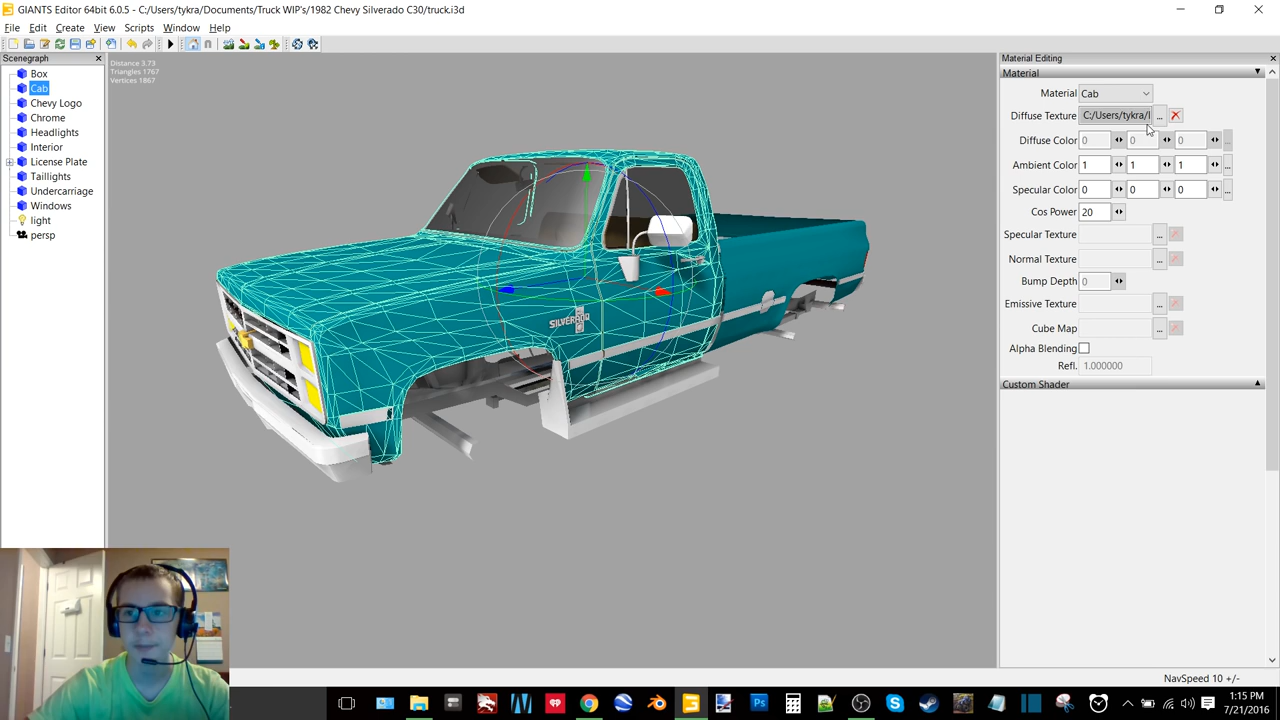 GIANTS Editor 64bit 6.0.5 - C:/Users/tykra/Documents/Truck WIP's/1982 Chevy Silverado C30/truck.i3d
File Edit Create View Scripts Window Help
Scenegraph
Box
Cab
Chevy Logo
Chrome
Headlights
Interior
License Plate
Taillights
Undercarriage
Windows
light
persp
Distance 3.73
Triangles 1767
Vertices 1867
SILVERADO
Material Editing
Material
Material Cab
Diffuse Texture C:/Users/tykra/I ...
Diffuse Color 0 0 0 ...
Ambient Color 1 1 1 ...
Specular Color 0 0 0 ...
Cos Power 20
Specular Texture ...
Normal Texture ...
Bump Depth 0
Emissive Texture ...
Cube Map ...
Alpha Blending
Refl. 1.000000
Custom Shader
NavSpeed 10 +/-
1:15 PM
7/21/2016